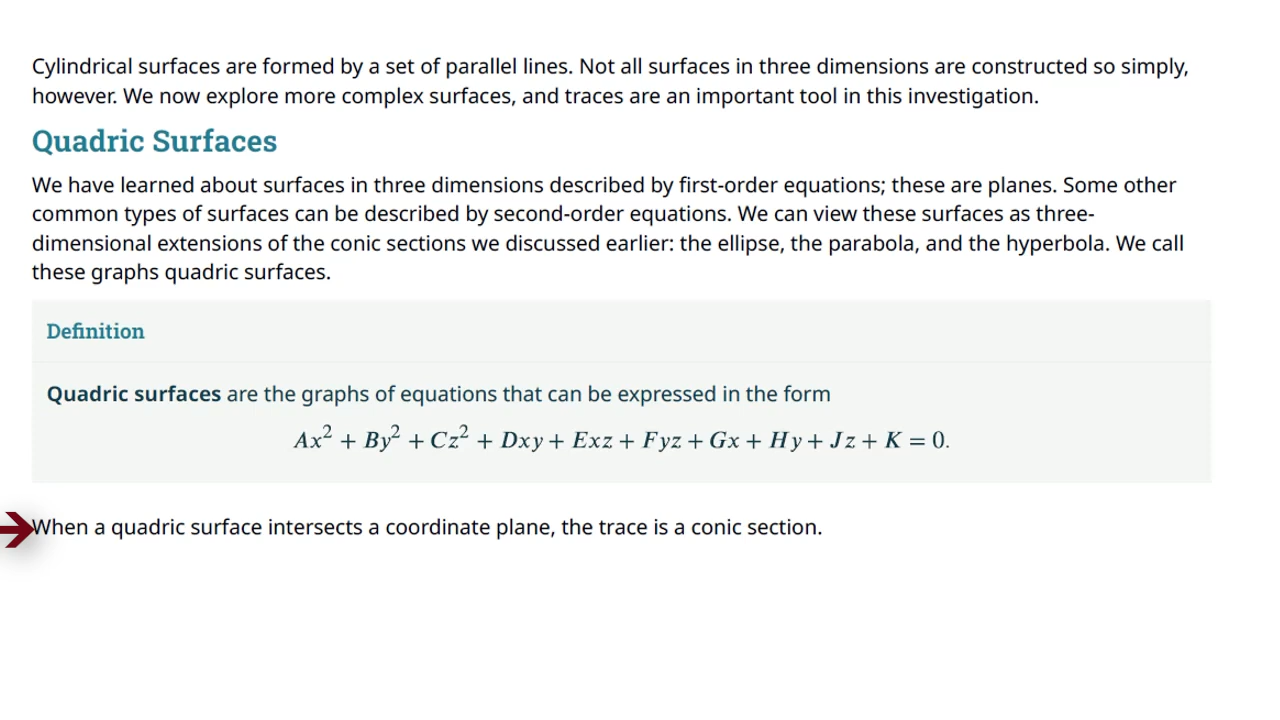 Cylindrical surfaces are formed by a set of parallel lines. Not all surfaces in three dimensions are constructed so simply,
however. We now explore more complex surfaces, and traces are an important tool in this investigation.
Quadric Surfaces
We have learned about surfaces in three dimensions described by first-order equations; these are planes. Some other
common types of surfaces can be described by second-order equations. We can view these surfaces as three-
dimensional extensions of the conic sections we discussed earlier: the ellipse, the parabola, and the hyperbola. We call
these graphs quadric surfaces.
Definition
Quadric surfaces are the graphs of equations that can be expressed in the form
Ax² + By² + Cz² + Dxy + Exz + Fyz + Gx + Hy + Jz + K = 0.
When a quadric surface intersects a coordinate plane, the trace is a conic section.